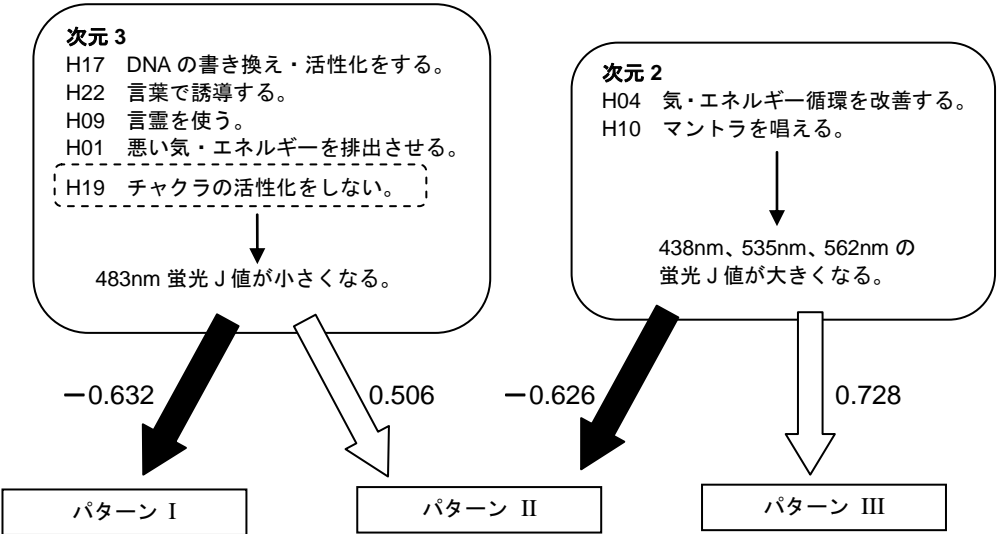 次元 3
H17 DNA の書き換え・活性化をする。
H22 言葉で誘導する。
H09 言霊を使う。
H01 悪い気・エネルギーを排出させる。
H19 チャクラの活性化をしない。
483nm 蛍光 J 値が小さくなる。
次元 2
H04 気・エネルギー循環を改善する。
H10 マントラを唱える。
438nm、535nm、562nm の
蛍光 J 値が大きくなる。
－0.632
0.506
－0.626
0.728
パターン I
パターン II
パターン III